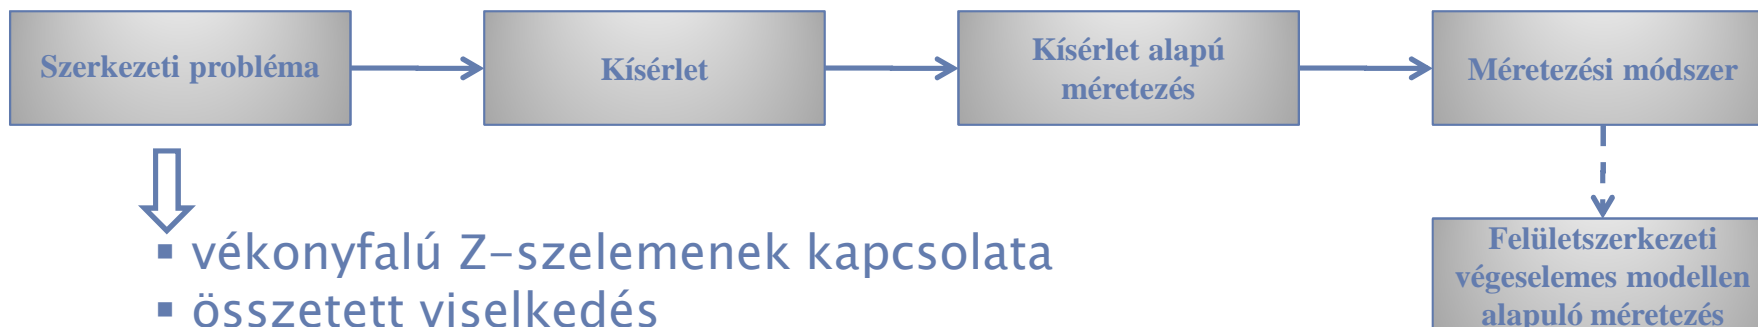 Szerkezeti probléma
Kísérlet
Kísérlet alapú
méretezés
Méretezési módszer
▪ vékonyfalú Z-szelemenek kapcsolata
▪ összetett viselkedés
Felületszerkezeti
végeselemes modellen
alapuló méretezés